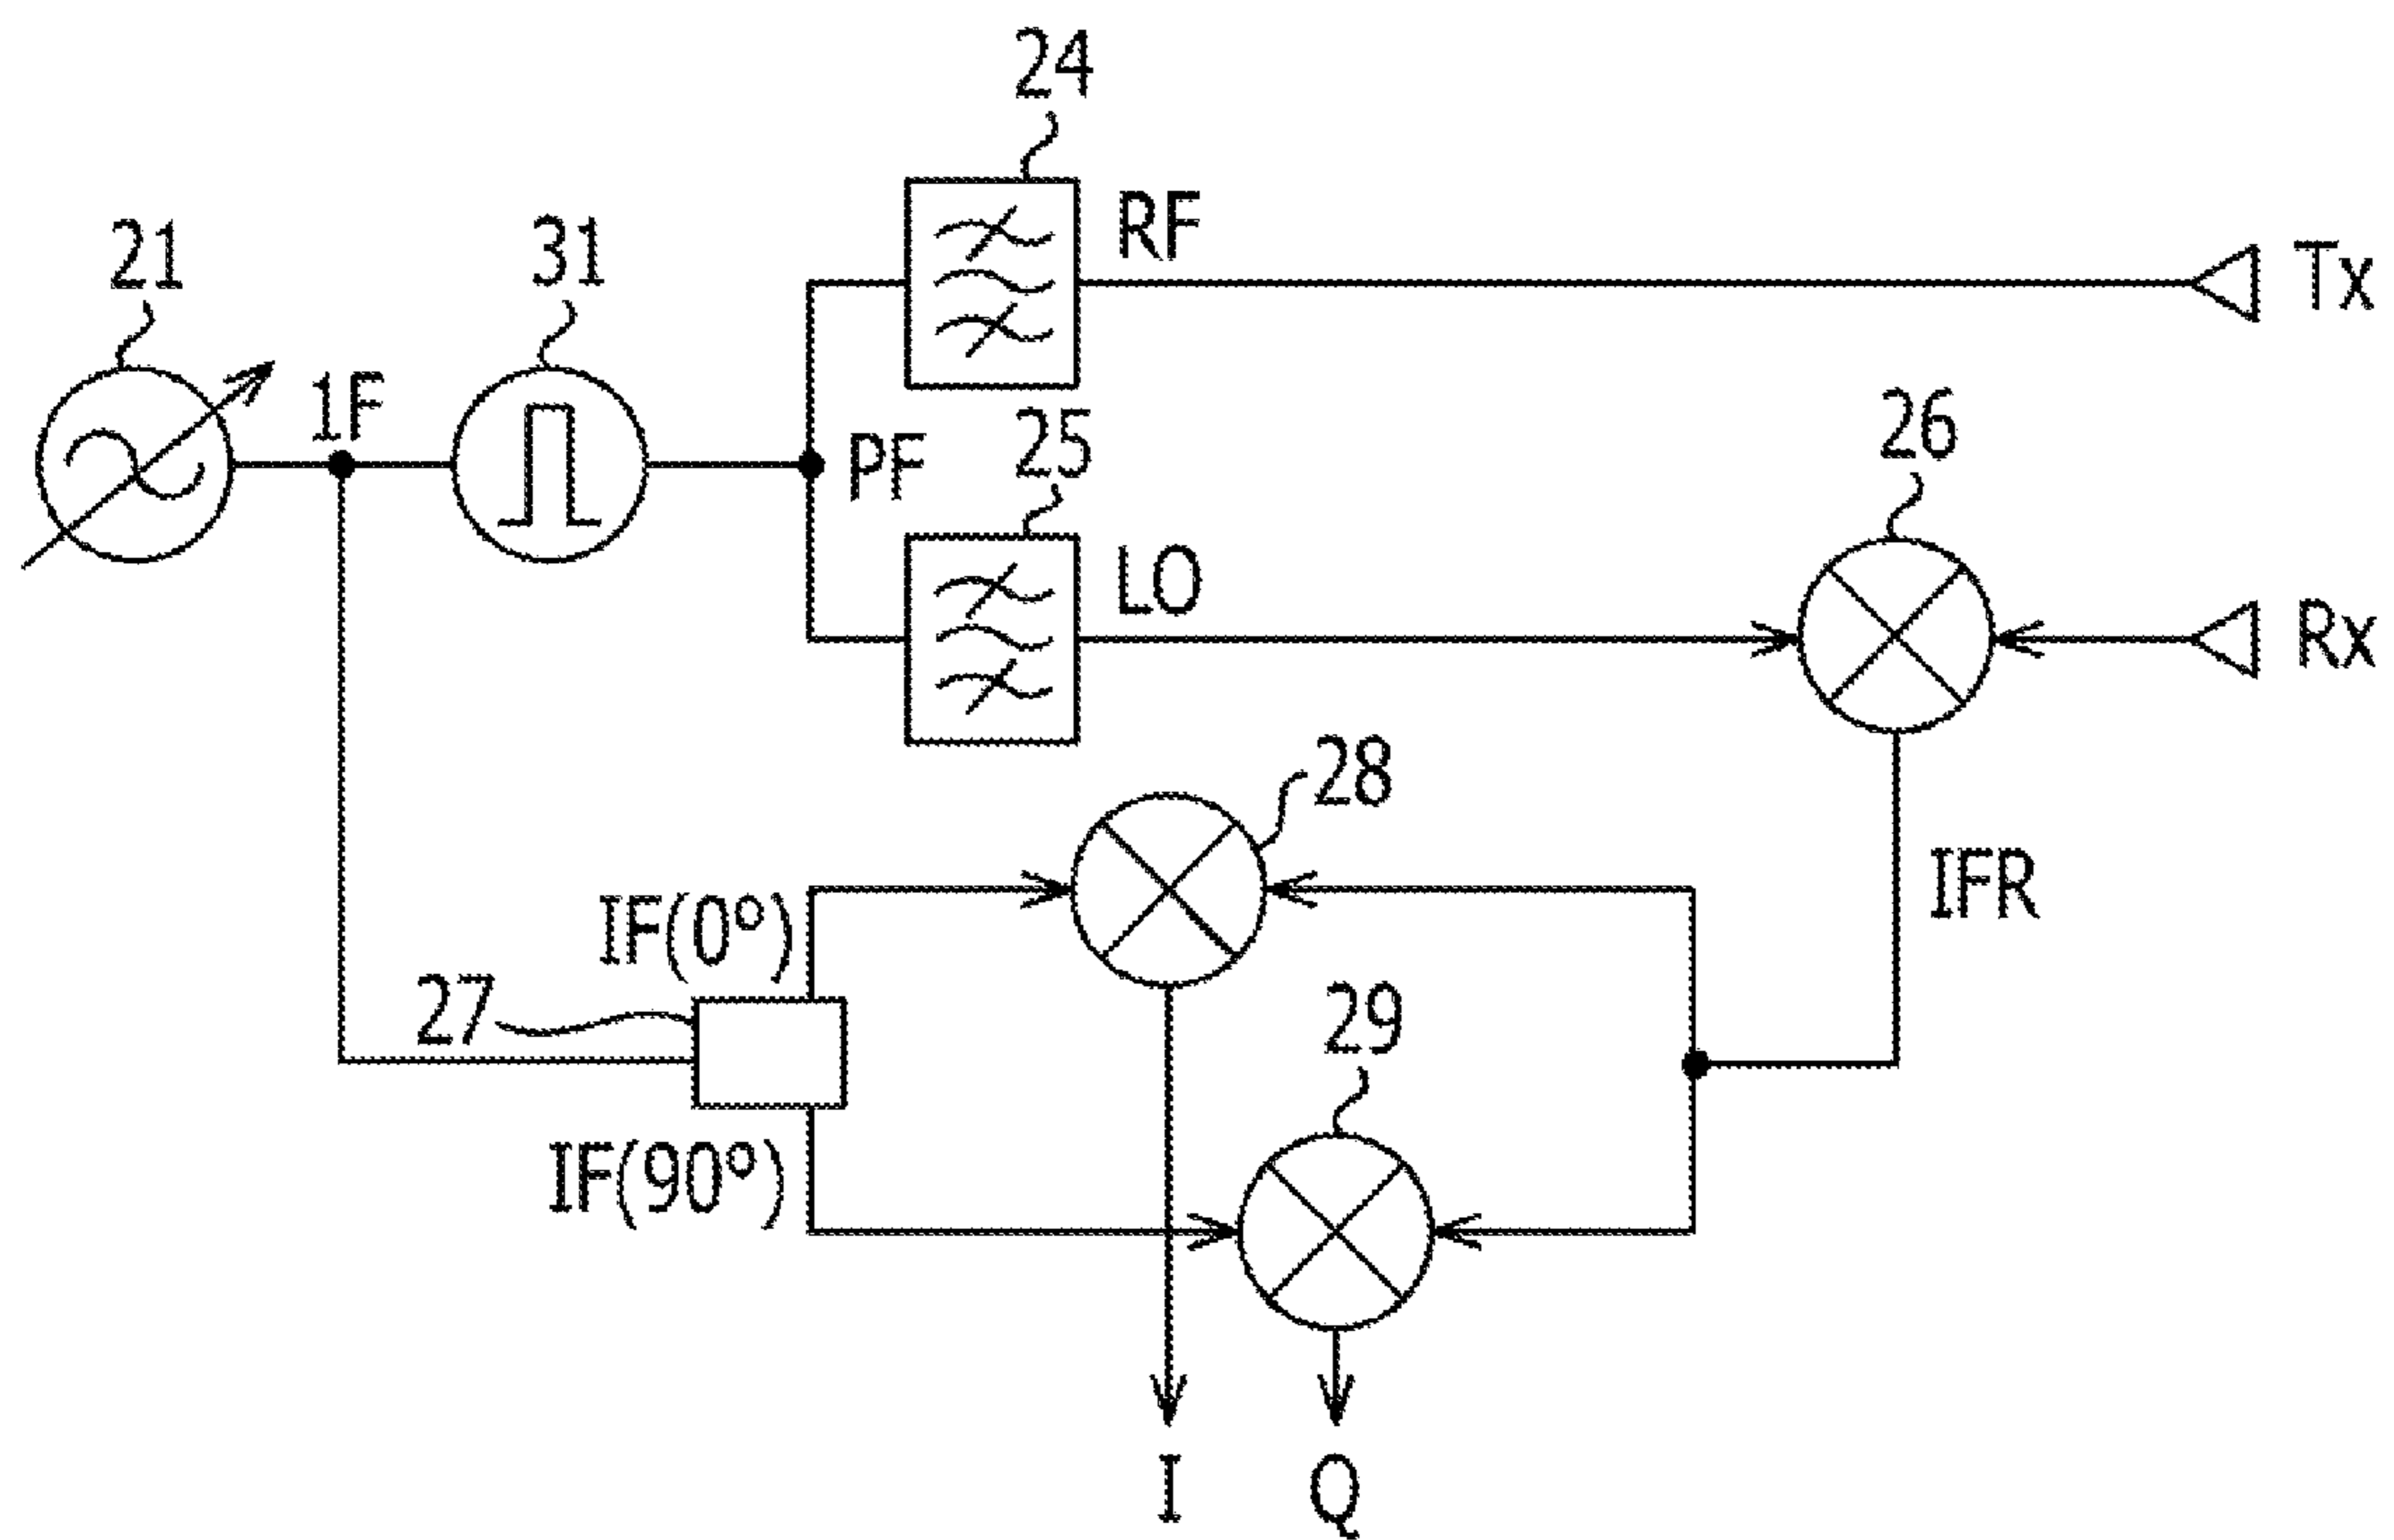 24
RF
Tx
21
31
1F
PF
25
LO
26
Rx
28
IFR
IF(0°)
27
29
IF(90°)
I
Q